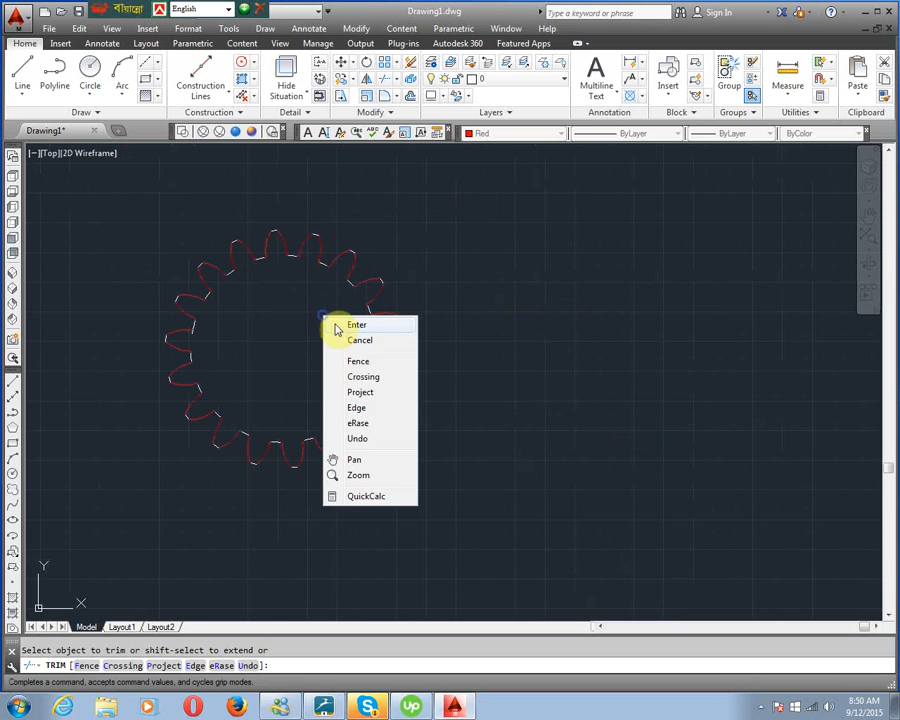 বায়ান্নো English Drawing1.dwg Type a keyword or phrase Sign In
File Edit View Insert Format Tools Draw Dimension Modify Express Content Parametric Window Help
Home Insert Annotate Layout Parametric Content View Manage Output Plug-ins Autodesk 360 Featured Apps
Line Polyline Circle Arc Construction Lines Hide Situation 0 Multiline Text Insert Group Measure Paste
Draw Construction Modify Layers Annotation Block Groups Utilities Clipboard
Drawing1* Red ByLayer ByLayer ByColor
[−][Top][2D Wireframe]
Enter
Cancel
Fence
Crossing
Project
Edge
eRase
Undo
Pan
Zoom
QuickCalc
Y
X
Model Layout1 Layout2
Select object to trim or shift-select to extend or
TRIM [Fence Crossing Project Edge eRase Undo]:
Completes a command, accepts command values, and cycles grip modes.
8:50 AM
9/12/2015